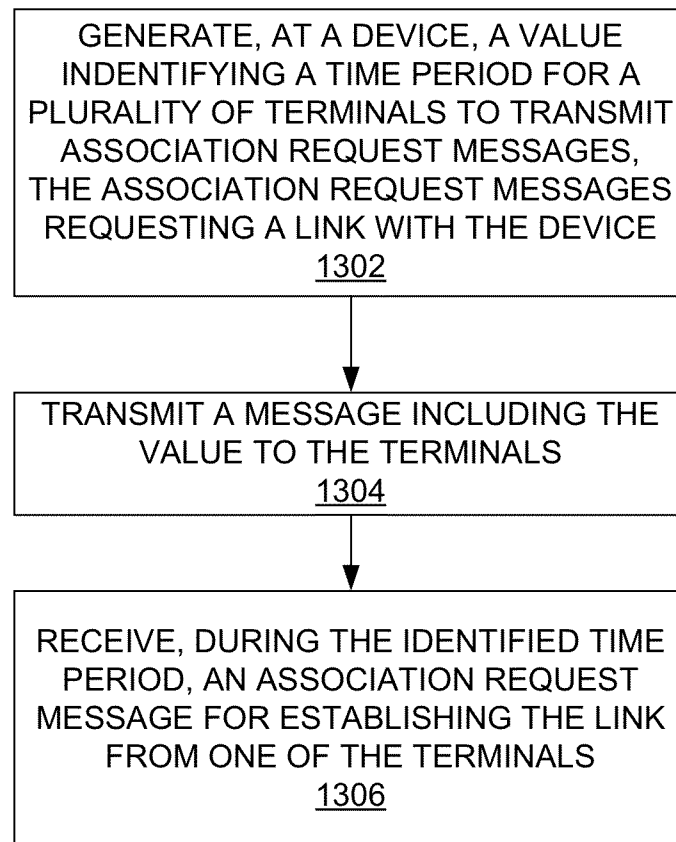 GENERATE, AT A DEVICE, A VALUE
INDENTIFYING A TIME PERIOD FOR A
PLURALITY OF TERMINALS TO TRANSMIT
ASSOCIATION REQUEST MESSAGES,
THE ASSOCIATION REQUEST MESSAGES
REQUESTING A LINK WITH THE DEVICE
1302
TRANSMIT A MESSAGE INCLUDING THE
VALUE TO THE TERMINALS
1304
RECEIVE, DURING THE IDENTIFIED TIME
PERIOD, AN ASSOCIATION REQUEST
MESSAGE FOR ESTABLISHING THE LINK
FROM ONE OF THE TERMINALS
1306